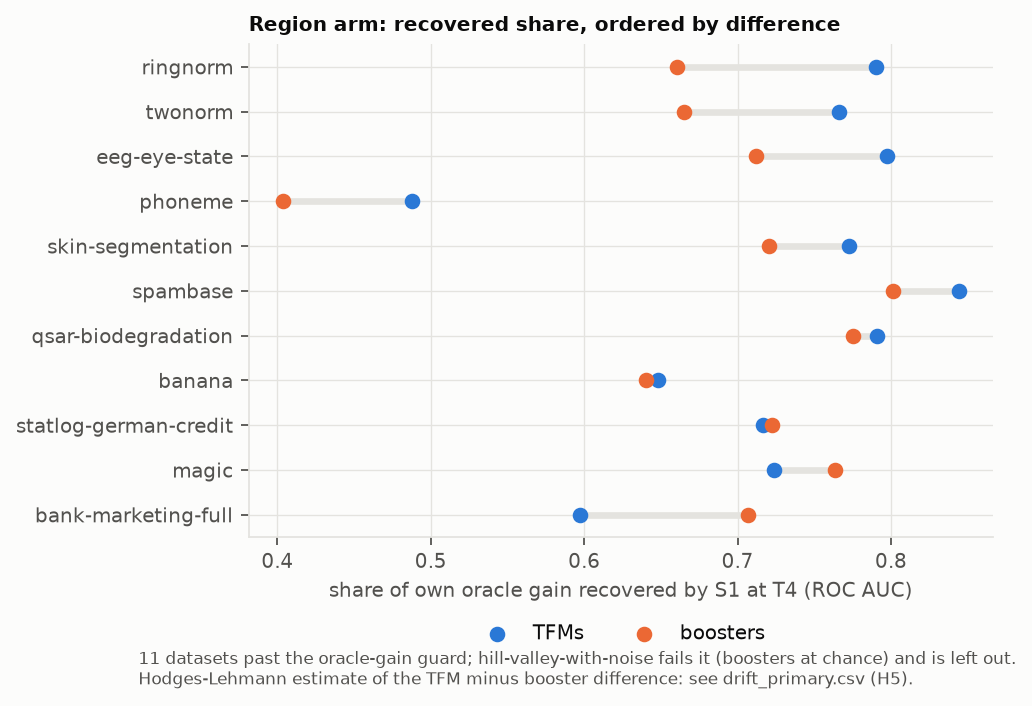 Region arm: recovered share, ordered by difference
ringnorm
twonorm
eeg-eye-state
phoneme
skin-segmentation
spambase
qsar-biodegradation
banana
statlog-german-credit
magic
bank-marketing-full
0.4 0.5 0.6 0.7 0.8
share of own oracle gain recovered by S1 at T4 (ROC AUC)
TFMs boosters
11 datasets past the oracle-gain guard; hill-valley-with-noise fails it (boosters at chance) and is left out.
Hodges-Lehmann estimate of the TFM minus booster difference: see drift_primary.csv (H5).